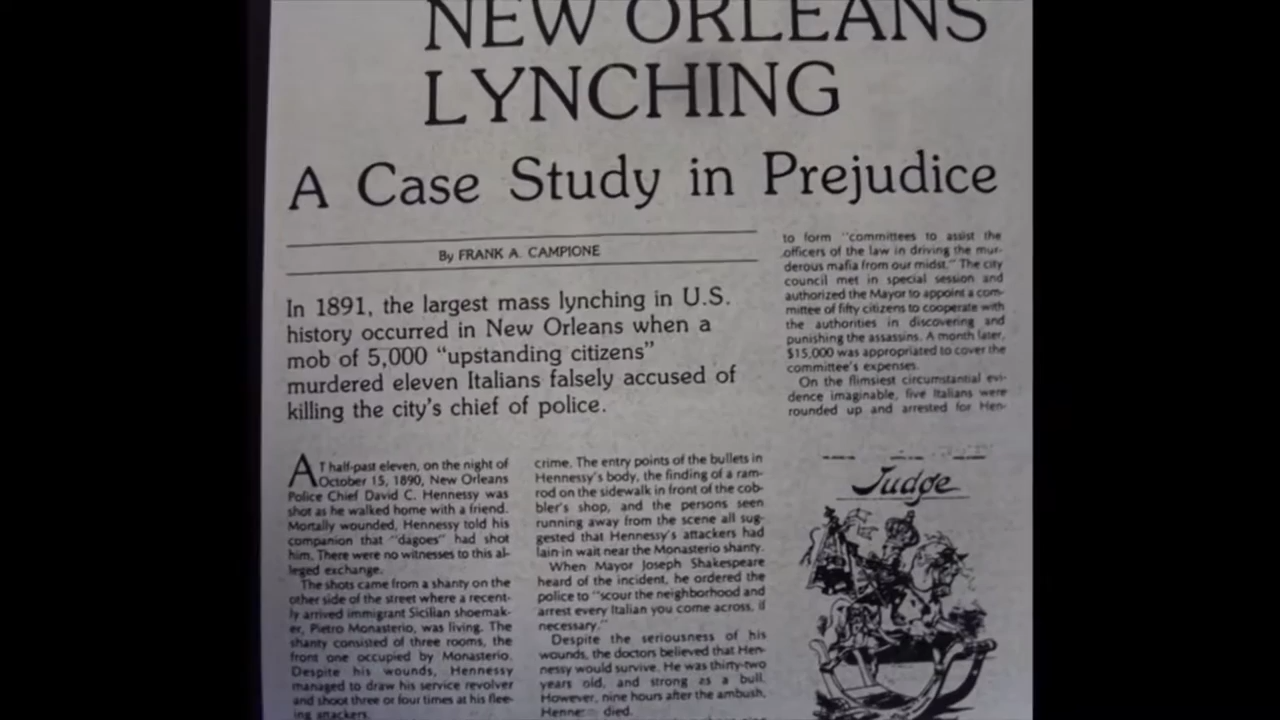 NEW ORLEANS
LYNCHING
A Case Study in Prejudice
By FRANK A. CAMPIONE
In 1891, the largest mass lynching in U.S.
history occurred in New Orleans when a
mob of 5,000 “upstanding citizens”
murdered eleven Italians falsely accused of
killing the city's chief of police.
AT half-past eleven, on the night of
October 15, 1890, New Orleans
Police Chief David C. Hennessy was
shot as he walked home with a friend.
Mortally wounded, Hennessy told his
companion that “dagoes” had shot
him. There were no witnesses to this al-
leged exchange.
The shots came from a shanty on the
other side of the street where a recent-
ly arrived immigrant Sicilian shoemak-
er, Pietro Monasterio, was living. The
shanty consisted of three rooms, the
front one occupied by Monasterio.
Despite his wounds, Hennessy
managed to draw his service revolver
and shoot three or four times at his flee-
ing attackers.
crime. The entry points of the bullets in
Hennessy's body, the finding of a ram-
rod on the sidewalk in front of the cob-
bler's shop, and the persons seen
running away from the scene all sug-
gested that Hennessy's attackers had
lain in wait near the Monasterio shanty.
When Mayor Joseph Shakespeare
heard of the incident, he ordered the
police to “scour the neighborhood and
arrest every Italian you come across, if
necessary.”
Despite the seriousness of his
wounds, the doctors believed that Hen-
nessy would survive. He was thirty-two
years old, and strong as a bull.
However, nine hours after the ambush,
died.
to form “committees to assist the
officers of the law in driving the mur-
derous mafia from our midst.” The city
council met in special session and
authorized the Mayor to appoint a com-
mittee of fifty citizens to cooperate with
the authorities in discovering and
punishing the assassins. A month later,
$15,000 was appropriated to cover the
committee's expenses.
On the flimsiest circumstantial evi-
dence imaginable, five Italians were
rounded up and arrested for Hen-
Judge